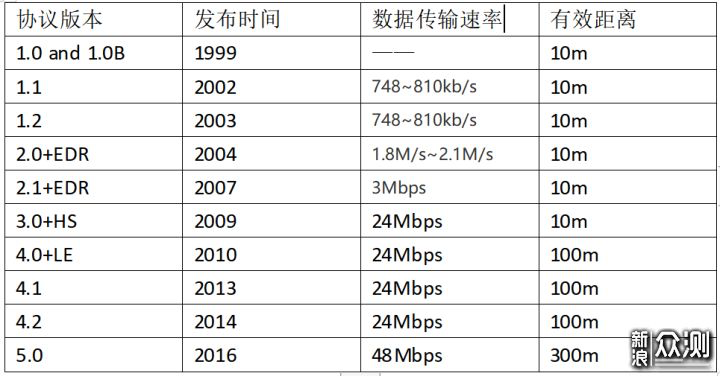 协议版本 发布时间 数据传输速率 有效距离
1.0 and 1.0B 1999 —— 10m
1.1 2002 748~810kb/s 10m
1.2 2003 748~810kb/s 10m
2.0+EDR 2004 1.8M/s~2.1M/s 10m
2.1+EDR 2007 3Mbps 10m
3.0+HS 2009 24Mbps 10m
4.0+LE 2010 24Mbps 100m
4.1 2013 24Mbps 100m
4.2 2014 24Mbps 100m
5.0 2016 48Mbps 300m
新浪 众测